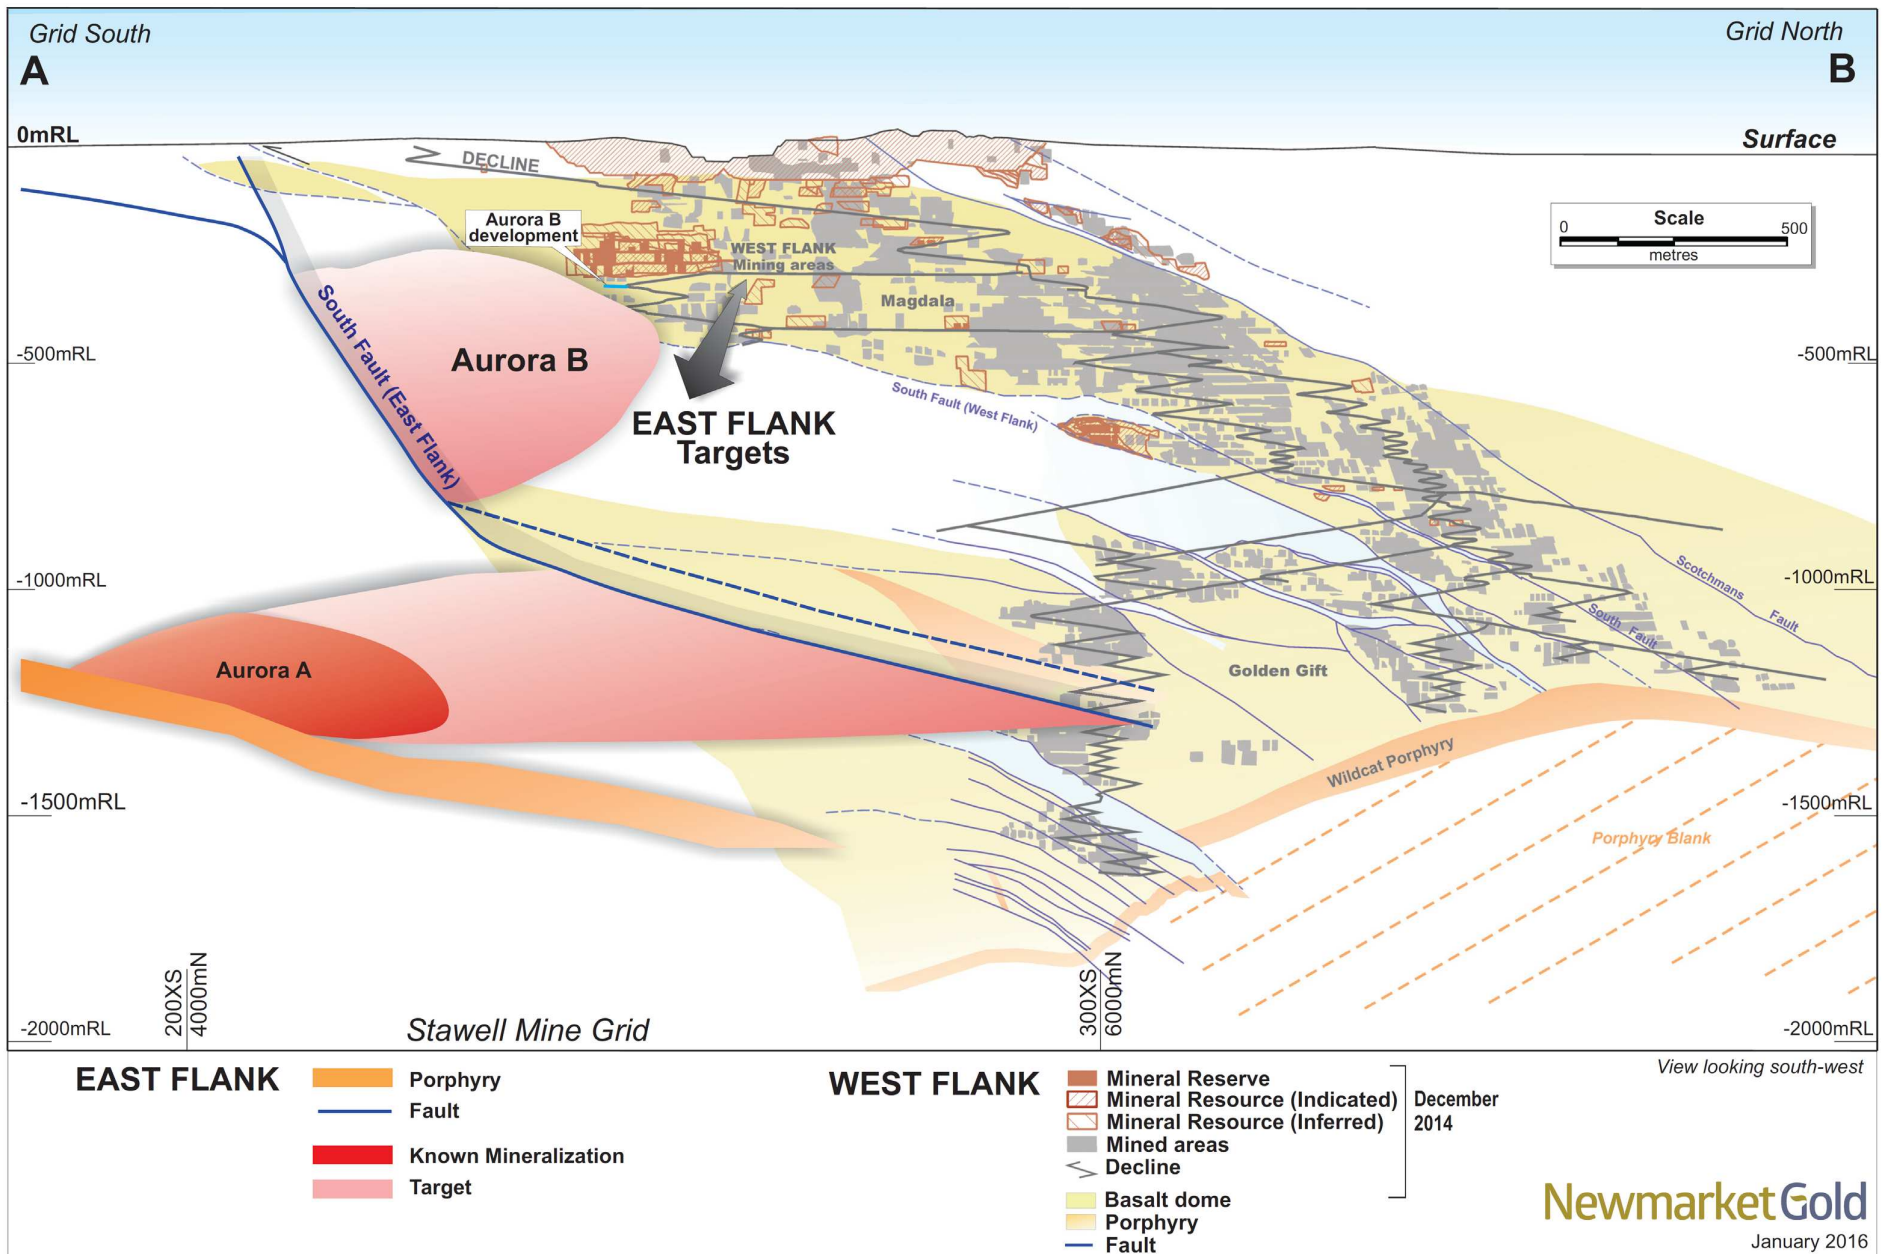 Grid South
Grid North
A
B
0mRL
Surface
DECLINE
Aurora B
development
WEST FLANK
Mining areas
Magdala
Scale
0
500
metres
South Fault (East Flank)
Aurora B
-500mRL
-500mRL
EAST FLANK
Targets
South Fault (West Flank)
-1000mRL
-1000mRL
Scotchmans Fault
South Fault
Aurora A
Golden Gift
Wildcat Porphyry
-1500mRL
-1500mRL
Porphyry Blank
200XS
4000mN
300XS
6000mN
-2000mRL
-2000mRL
Stawell Mine Grid
View looking south-west
EAST FLANK
Porphyry
Fault
Known Mineralization
Target
WEST FLANK
Mineral Reserve
Mineral Resource (Indicated)
Mineral Resource (Inferred)
Mined areas
Decline
December
2014
Basalt dome
Porphyry
Fault
NewmarketGold
January 2016